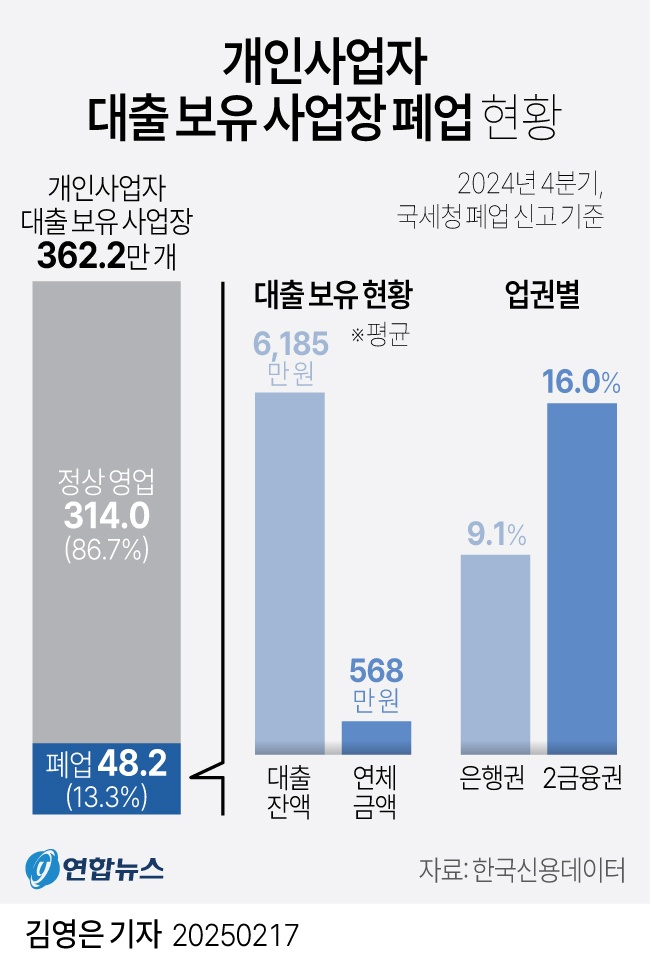 개인사업자
대출 보유 사업장 폐업 현황
2024년 4분기,
국세청 폐업 신고 기준
개인사업자
대출 보유 사업장
362.2만 개
정상 영업
314.0
(86.7%)
폐업 48.2
(13.3%)
대출 보유 현황
※평균
6,185
만 원
568
만 원
대출
잔액
연체
금액
업권별
9.1%
16.0%
은행권
2금융권
연합뉴스
자료: 한국신용데이터
김영은 기자 20250217